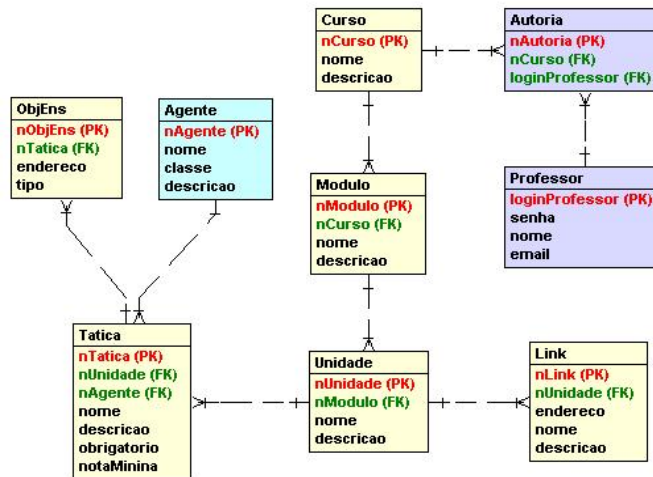 Curso
nCurso (PK)
nome
descricao
Autoria
nAutoria (PK)
nCurso (FK)
loginProfessor (FK)
ObjEns
nObjEns (PK)
nTatica (FK)
endereco
tipo
Agente
nAgente (PK)
nome
classe
descricao
Modulo
nModulo (PK)
nCurso (FK)
nome
descricao
Professor
loginProfessor (PK)
senha
nome
email
Tatica
nTatica (PK)
nUnidade (FK)
nAgente (FK)
nome
descricao
obrigatorio
notaMinina
Unidade
nUnidade (PK)
nModulo (FK)
nome
descricao
Link
nLink (PK)
nUnidade (FK)
endereco
nome
descricao